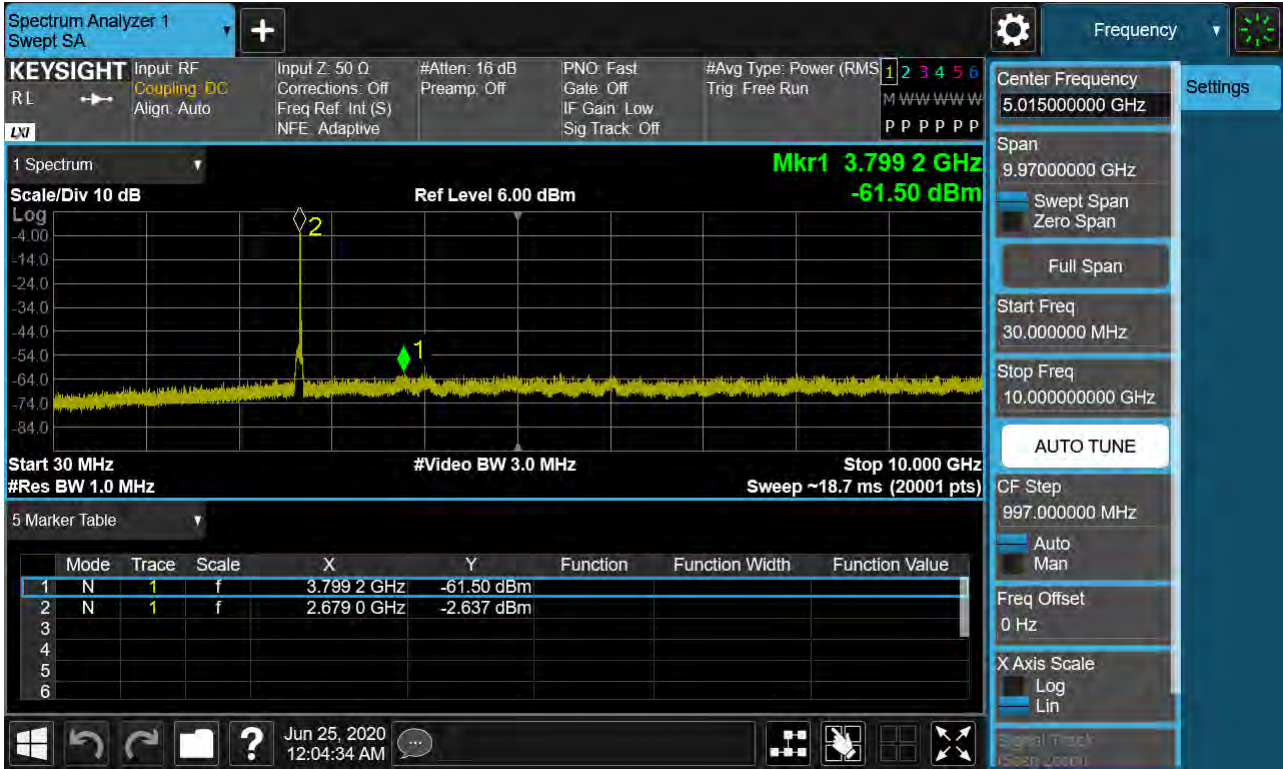 Spectrum Analyzer 1
Swept SA
+
Frequency
KEYSIGHT
RL
LXI
Input: RF
Coupling: DC
Align: Auto
Input Z: 50 Ω
Corrections: Off
Freq Ref: Int (S)
NFE: Adaptive
#Atten: 16 dB
Preamp: Off
PNO: Fast
Gate: Off
IF Gain: Low
Sig Track: Off
#Avg Type: Power (RMS
Trig: Free Run
1 2 3 4 5 6
M W W W W W
P P P P P P
1 Spectrum
Mkr1 3.799 2 GHz
-61.50 dBm
Scale/Div 10 dB
Ref Level 6.00 dBm
Log
-4.00
-14.0
-24.0
-34.0
-44.0
-54.0
-64.0
-74.0
-84.0
2
1
Start 30 MHz
#Video BW 3.0 MHz
Stop 10.000 GHz
#Res BW 1.0 MHz
Sweep ~18.7 ms (20001 pts)
5 Marker Table
Mode Trace Scale X Y Function Function Width Function Value
1 N 1 f 3.799 2 GHz -61.50 dBm
2 N 1 f 2.679 0 GHz -2.637 dBm
3
4
5
6
?
Jun 25, 2020
12:04:34 AM
Center Frequency
5.015000000 GHz
Settings
Span
9.97000000 GHz
Swept Span
Zero Span
Full Span
Start Freq
30.000000 MHz
Stop Freq
10.000000000 GHz
AUTO TUNE
CF Step
997.000000 MHz
Auto
Man
Freq Offset
0 Hz
X Axis Scale
Log
Lin
Signal Track
(Span Zoom)